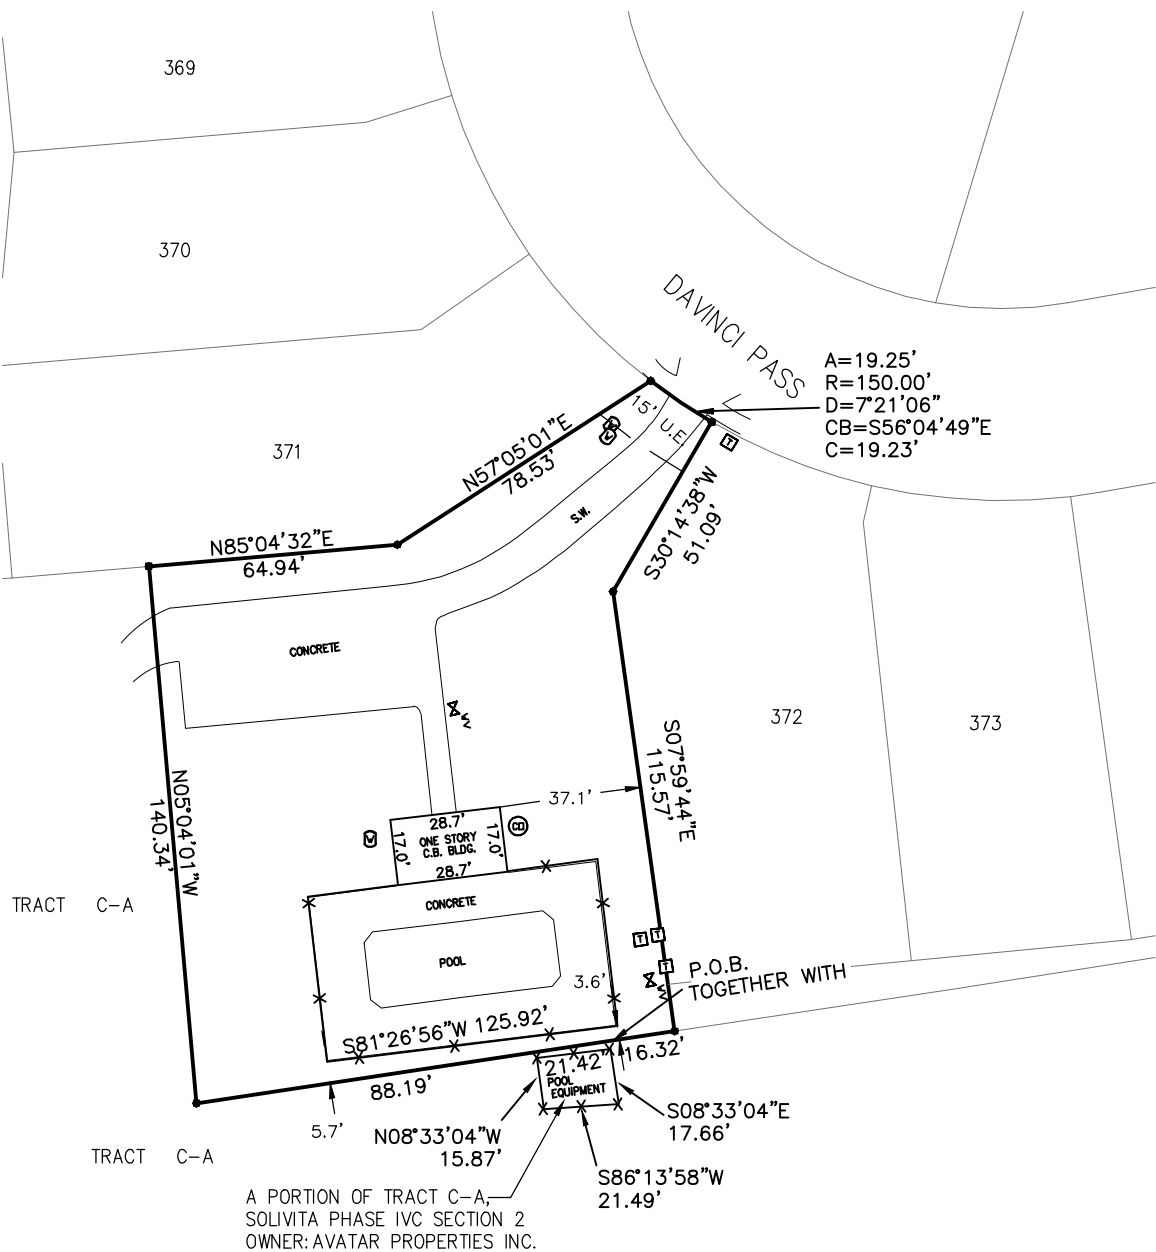 369
370
DAVINCI PASS
A=19.25'
R=150.00'
D=7°21'06"
CB=S56°04'49"E
C=19.23'
15'
U.E.
T
371
N57°05'01"E
78.53'
W
W
S.W.
S30°14'38"W
51.09'
N85°04'32"E
64.94'
CONCRETE
W
372
373
S07°59'44"E
115.57'
37.1'
N05°04'01"W
140.34'
28.7'
17.0'
ONE STORY
C.B. BLDG.
17.0'
28.7'
W
CO
TRACT C-A
CONCRETE
POOL
3.6'
T
T
T
W
P.O.B.
TOGETHER WITH
S81°26'56"W 125.92'
88.19'
21.42'
16.32'
POOL
EQUIPMENT
5.7'
N08°33'04"W
15.87'
S08°33'04"E
17.66'
S86°13'58"W
21.49'
TRACT C-A
A PORTION OF TRACT C-A,
SOLIVITA PHASE IVC SECTION 2
OWNER: AVATAR PROPERTIES INC.